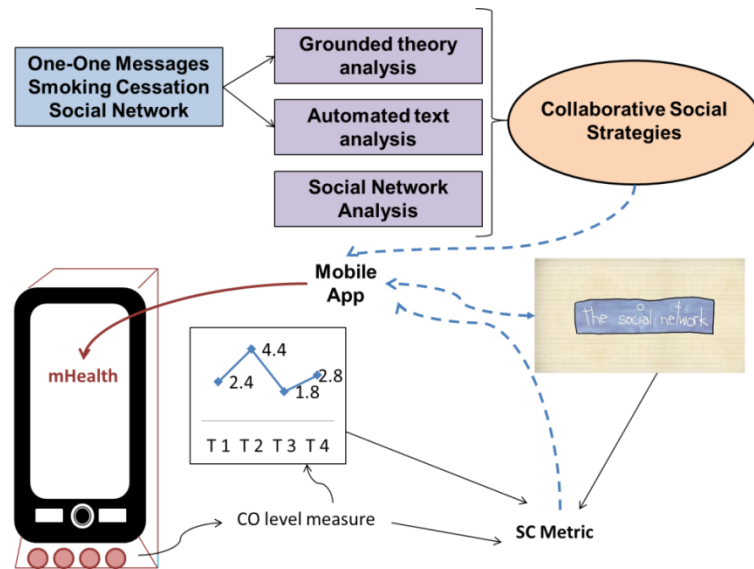 One-One Messages
Smoking Cessation
Social Network
Grounded theory
analysis
Automated text
analysis
Social Network
Analysis
Collaborative Social
Strategies
Mobile
App
the social network
mHealth
4.4
2.4
2.8
1.8
T 1 T 2 T 3 T 4
CO level measure
SC Metric